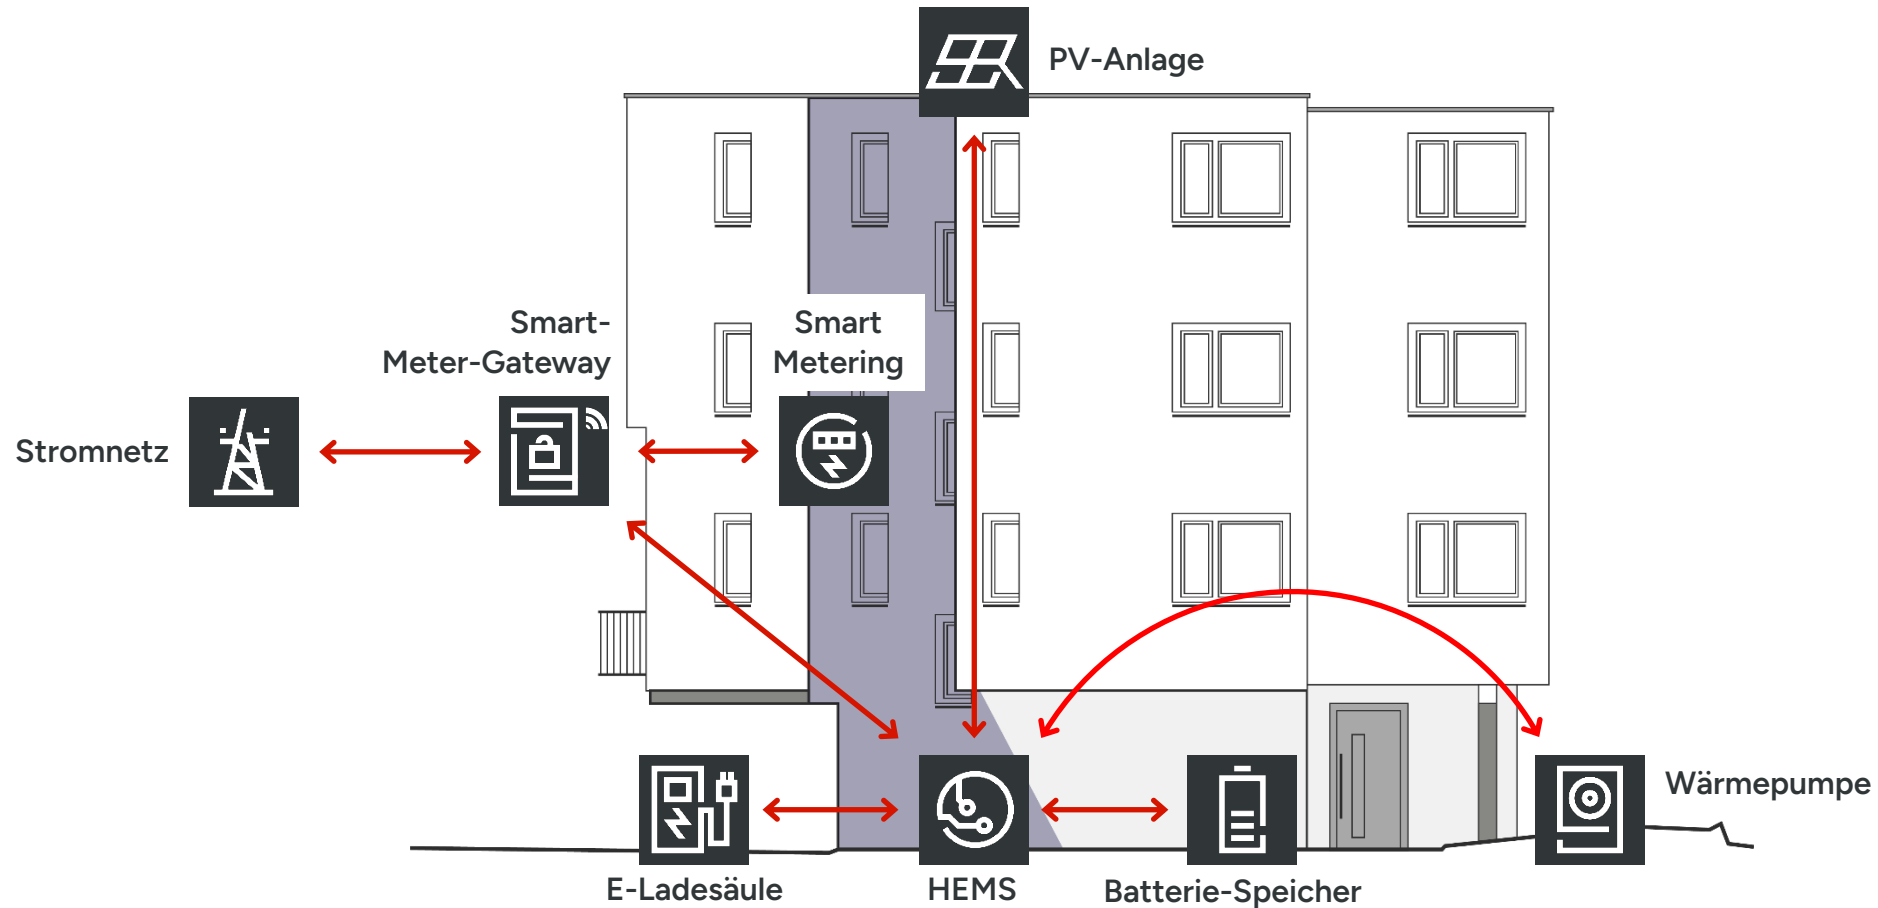 PV-Anlage
Smart-
Meter-Gateway
Smart
Metering
Stromnetz
Wärmepumpe
E-Ladesäule
HEMS
Batterie-Speicher